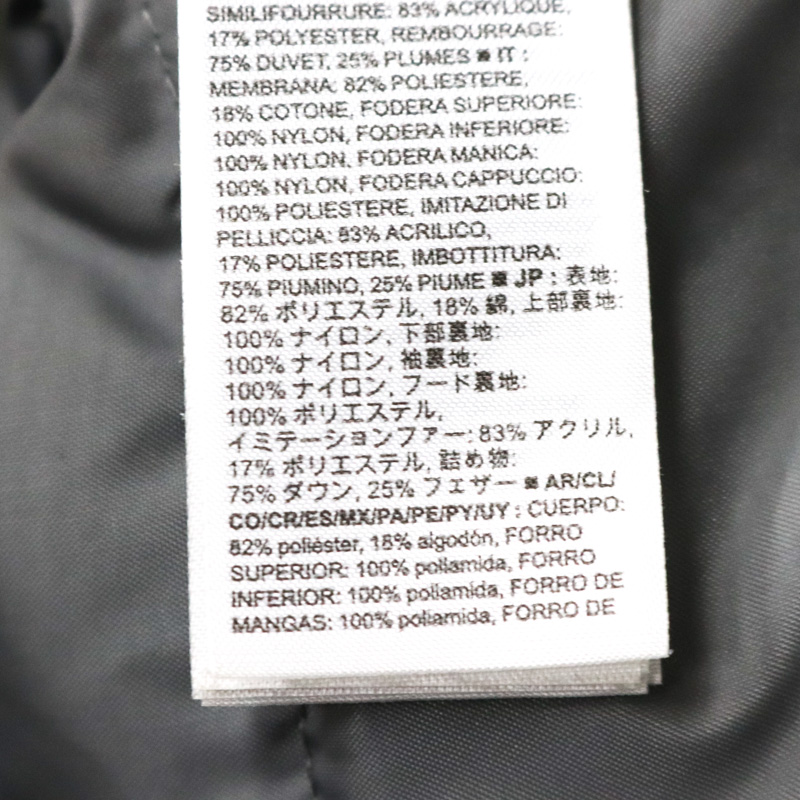 SIMILIFOURRURE: 83% ACRYLIQUE,
17% POLYESTER, REMBOURRAGE:
75% DUVET, 25% PLUMES ■ IT :
MEMBRANA: 82% POLIESTERE,
18% COTONE, FODERA SUPERIORE:
100% NYLON, FODERA INFERIORE:
100% NYLON, FODERA MANICA:
100% NYLON, FODERA CAPPUCCIO:
100% POLIESTERE, IMITAZIONE DI
PELLICCIA: 83% ACRILICO,
17% POLIESTERE, IMBOTTITURA:
75% PIUMINO, 25% PIUME ■ JP : 表地:
82% ポリエステル, 18% 綿, 上部裏地:
100% ナイロン, 下部裏地:
100% ナイロン, 袖裏地:
100% ナイロン, フード裏地:
100% ポリエステル,
イミテーションファー: 83% アクリル,
17% ポリエステル, 詰め物:
75% ダウン, 25% フェザー ■ AR/CL/
CO/CR/ES/MX/PA/PE/PY/UY : CUERPO:
82% poliéster, 18% algodón, FORRO
SUPERIOR: 100% poliamida, FORRO
INFERIOR: 100% poliamida, FORRO DE
MANGAS: 100% poliamida, FORRO DE